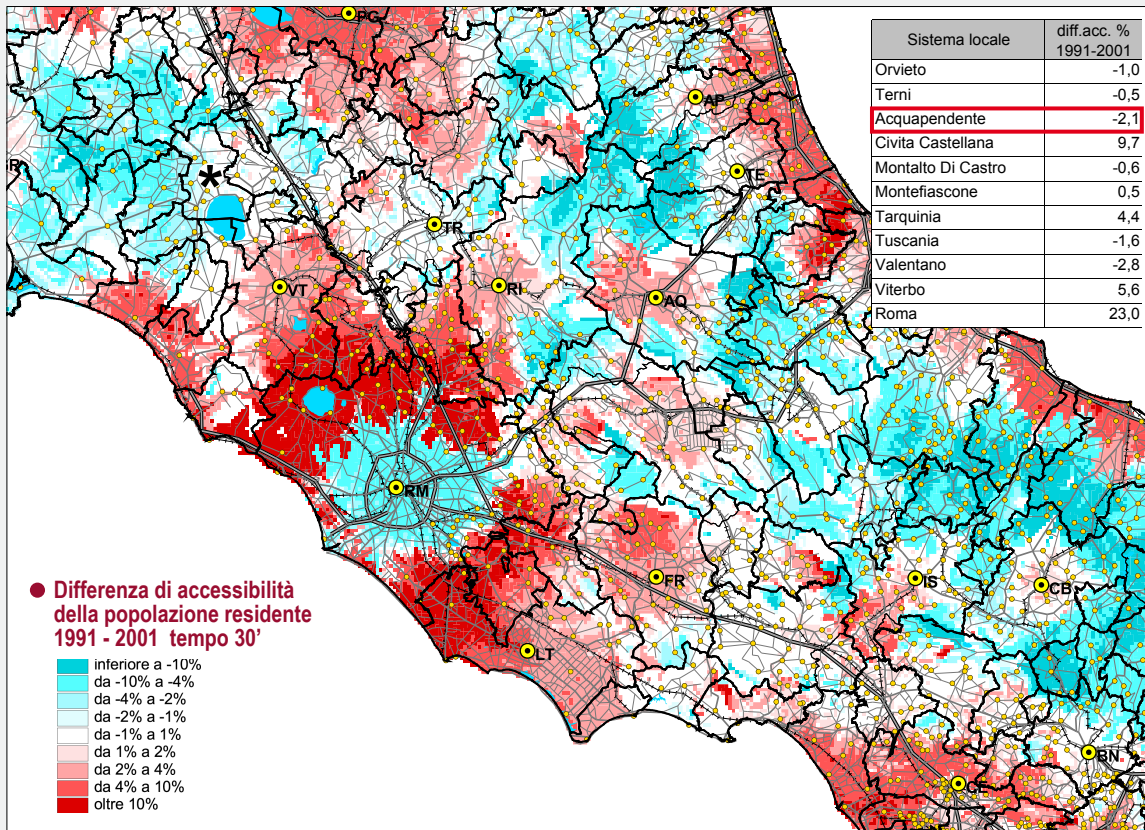 PG
AP
TE
TR
VT
RI
AQ
RM
FR
LT
IS
CB
BN
CE
*
Sistema locale diff.acc. % 1991-2001
Orvieto -1,0
Terni -0,5
Acquapendente -2,1
Civita Castellana 9,7
Montalto Di Castro -0,6
Montefiascone 0,5
Tarquinia 4,4
Tuscania -1,6
Valentano -2,8
Viterbo 5,6
Roma 23,0
● Differenza di accessibilità
della popolazione residente
1991 - 2001 tempo 30'
inferiore a -10%
da -10% a -4%
da -4% a -2%
da -2% a -1%
da -1% a 1%
da 1% a 2%
da 2% a 4%
da 4% a 10%
oltre 10%